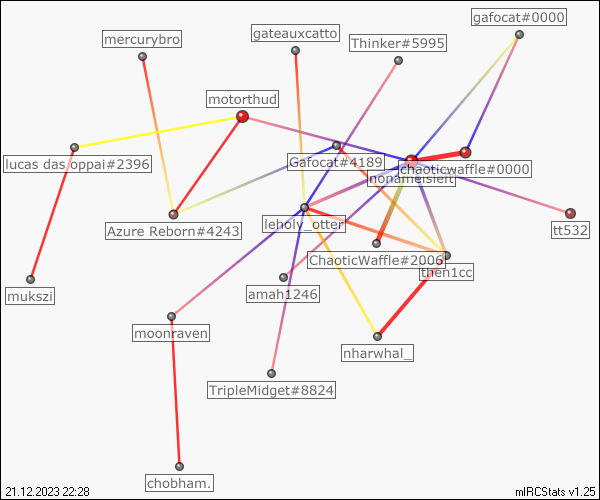 gafocat#0000
gateauxcatto
mercurybro
Thinker#5995
motorthud
lucas das oppai#2396
Gafocat#4189
chaoticwaffle#0000
nonameisleft
leholy_otter
Azure Reborn#4243
tt532
ChaoticWaffle#2006
then1cc
mukszi
amah1246
moonraven
nharwhal_
TripleMidget#8824
chobham.
21.12.2023 22:28
mIRCStats v1.25